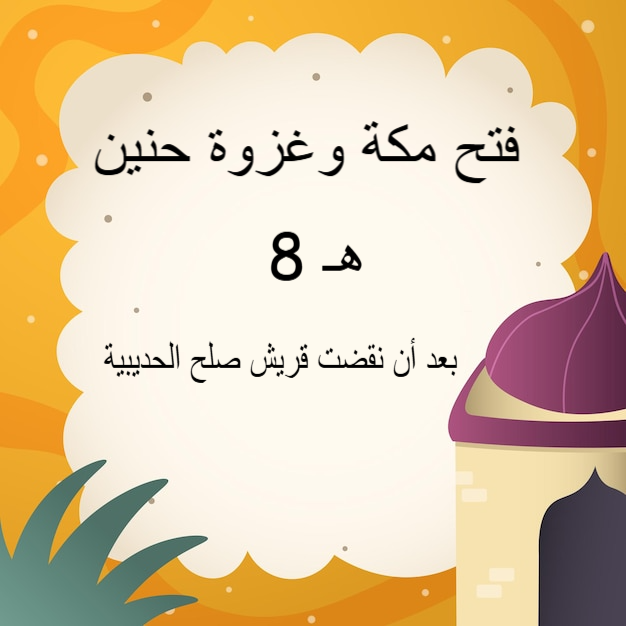 فتح مكة وغزوة حنين
8 هـ
بعد أن نقضت قريش صلح الحديبية